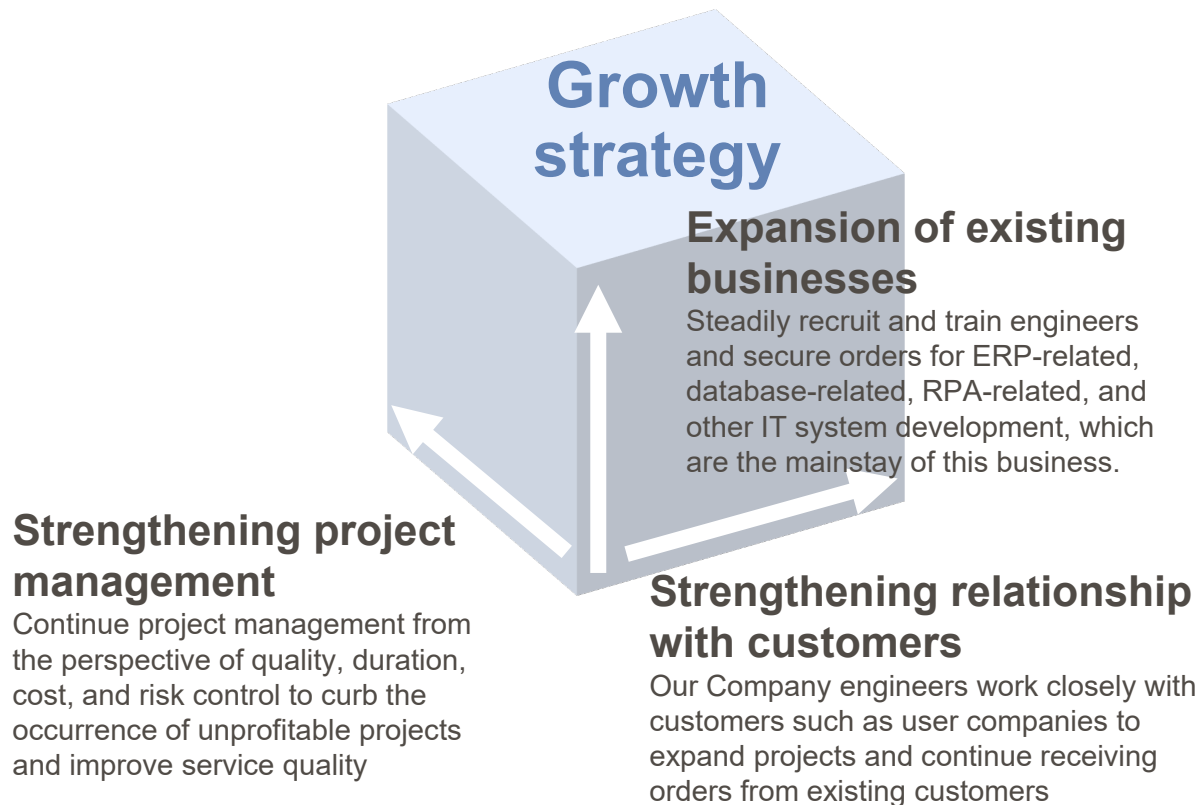 Growth
strategy
Expansion of existing
businesses
Steadily recruit and train engineers
and secure orders for ERP-related,
database-related, RPA-related, and
other IT system development, which
are the mainstay of this business.
Strengthening project
management
Continue project management from
the perspective of quality, duration,
cost, and risk control to curb the
occurrence of unprofitable projects
and improve service quality
Strengthening relationship
with customers
Our Company engineers work closely with
customers such as user companies to
expand projects and continue receiving
orders from existing customers